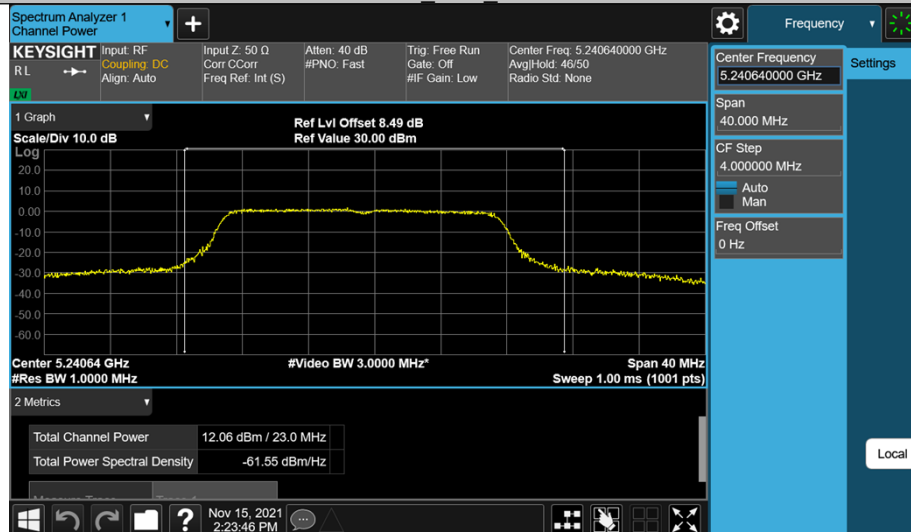 Spectrum Analyzer 1
Channel Power
Frequency
KEYSIGHT
R L
LXI
Input: RF
Coupling: DC
Align: Auto
Input Z: 50 Ω
Corr CCorr
Freq Ref: Int (S)
Atten: 40 dB
#PNO: Fast
Trig: Free Run
Gate: Off
#IF Gain: Low
Center Freq: 5.240640000 GHz
Avg|Hold: 46/50
Radio Std: None
Center Frequency
5.240640000 GHz
Settings
Span
40.000 MHz
CF Step
4.000000 MHz
Auto
Man
Freq Offset
0 Hz
1 Graph
Scale/Div 10.0 dB
Ref Lvl Offset 8.49 dB
Ref Value 30.00 dBm
Log
20.0
10.0
0.00
-10.0
-20.0
-30.0
-40.0
-50.0
-60.0
Center 5.24064 GHz
#Video BW 3.0000 MHz*
Span 40 MHz
#Res BW 1.0000 MHz
Sweep 1.00 ms (1001 pts)
2 Metrics
Total Channel Power 12.06 dBm / 23.0 MHz
Total Power Spectral Density -61.55 dBm/Hz
Local
?
Nov 15, 2021
2:23:46 PM